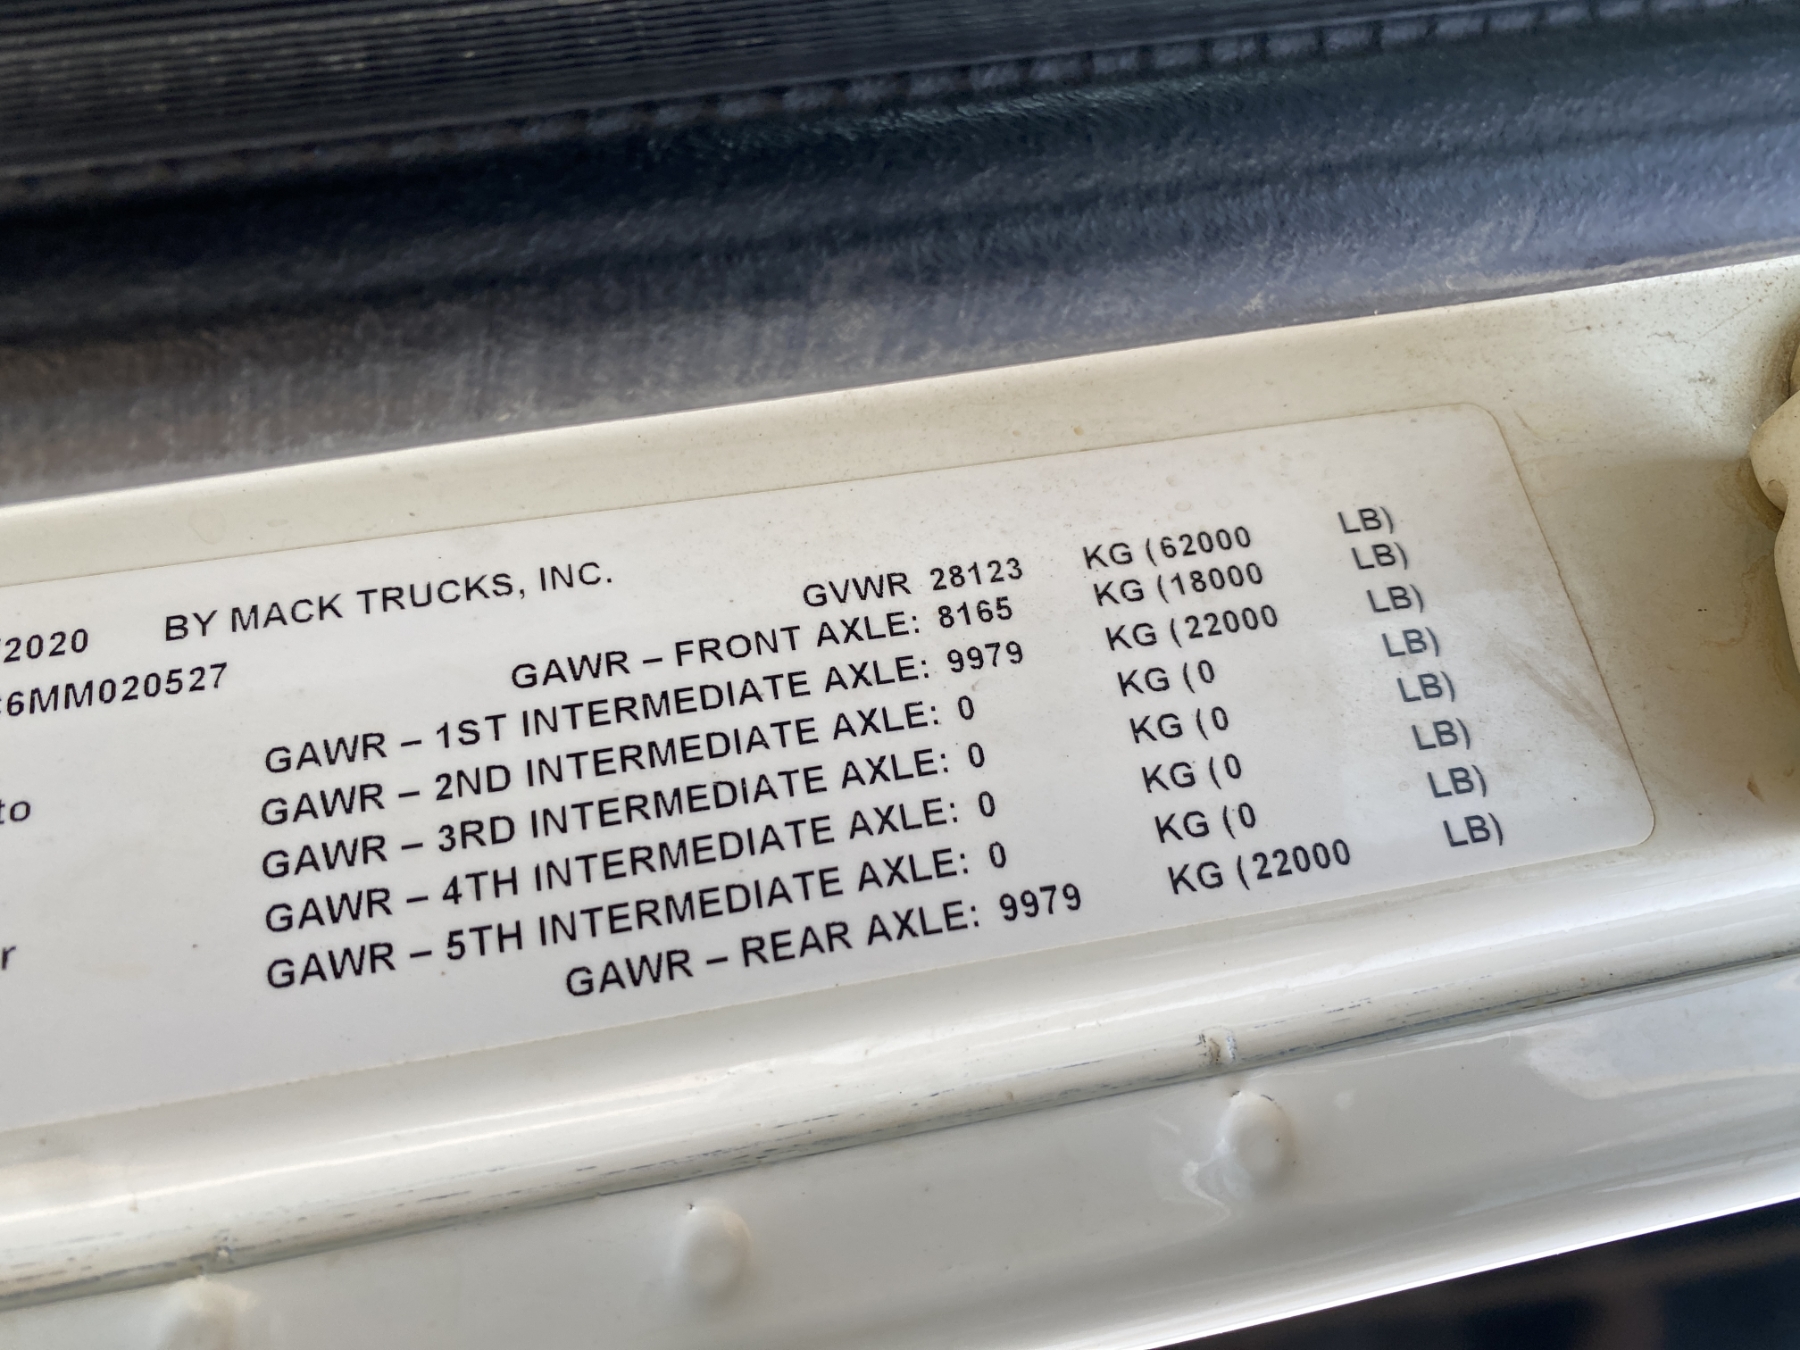 /2020 BY MACK TRUCKS, INC.
6MM020527
to
r
GVWR 28123 KG (62000 LB)
GAWR – FRONT AXLE: 8165 KG (18000 LB)
GAWR – 1ST INTERMEDIATE AXLE: 9979 KG (22000 LB)
GAWR – 2ND INTERMEDIATE AXLE: 0 KG (0 LB)
GAWR – 3RD INTERMEDIATE AXLE: 0 KG (0 LB)
GAWR – 4TH INTERMEDIATE AXLE: 0 KG (0 LB)
GAWR – 5TH INTERMEDIATE AXLE: 0 KG (0 LB)
GAWR – REAR AXLE: 9979 KG (22000 LB)